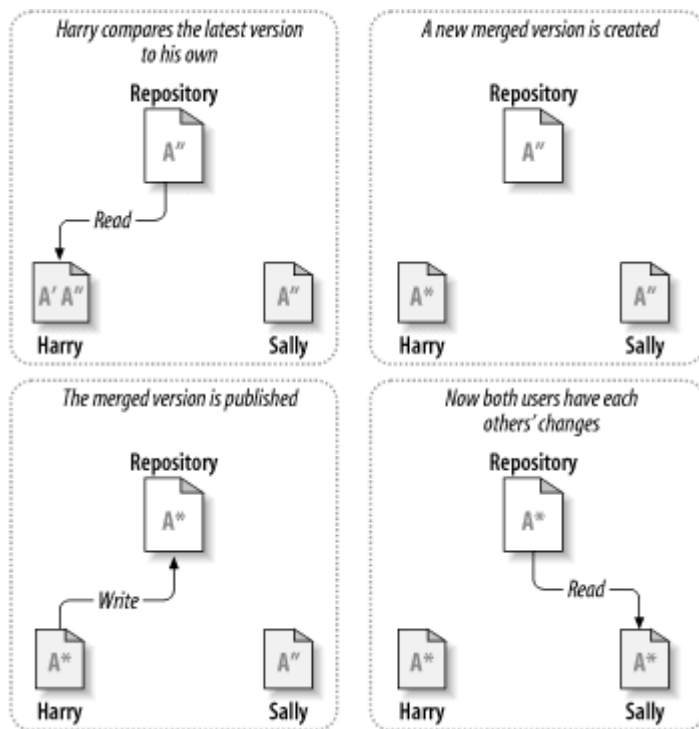 Harry compares the latest version
to his own
Repository
A″
Read
A′ A″
A″
Harry
Sally
A new merged version is created
Repository
A″
A*
A″
Harry
Sally
The merged version is published
Repository
A*
Write
A*
A″
Harry
Sally
Now both users have each
others’ changes
Repository
A*
Read
A*
A*
Harry
Sally